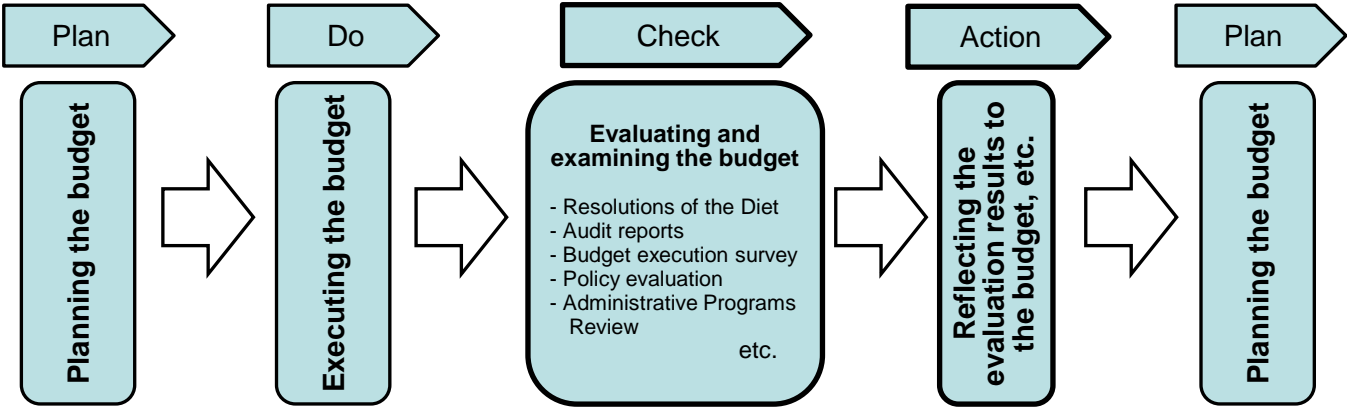 Plan
Do
Check
Action
Plan
Planning the budget
Executing the budget
Evaluating and
examining the budget
- Resolutions of the Diet
- Audit reports
- Budget execution survey
- Policy evaluation
- Administrative Programs
Review
etc.
Reflecting the
evaluation results to
the budget, etc.
Planning the budget